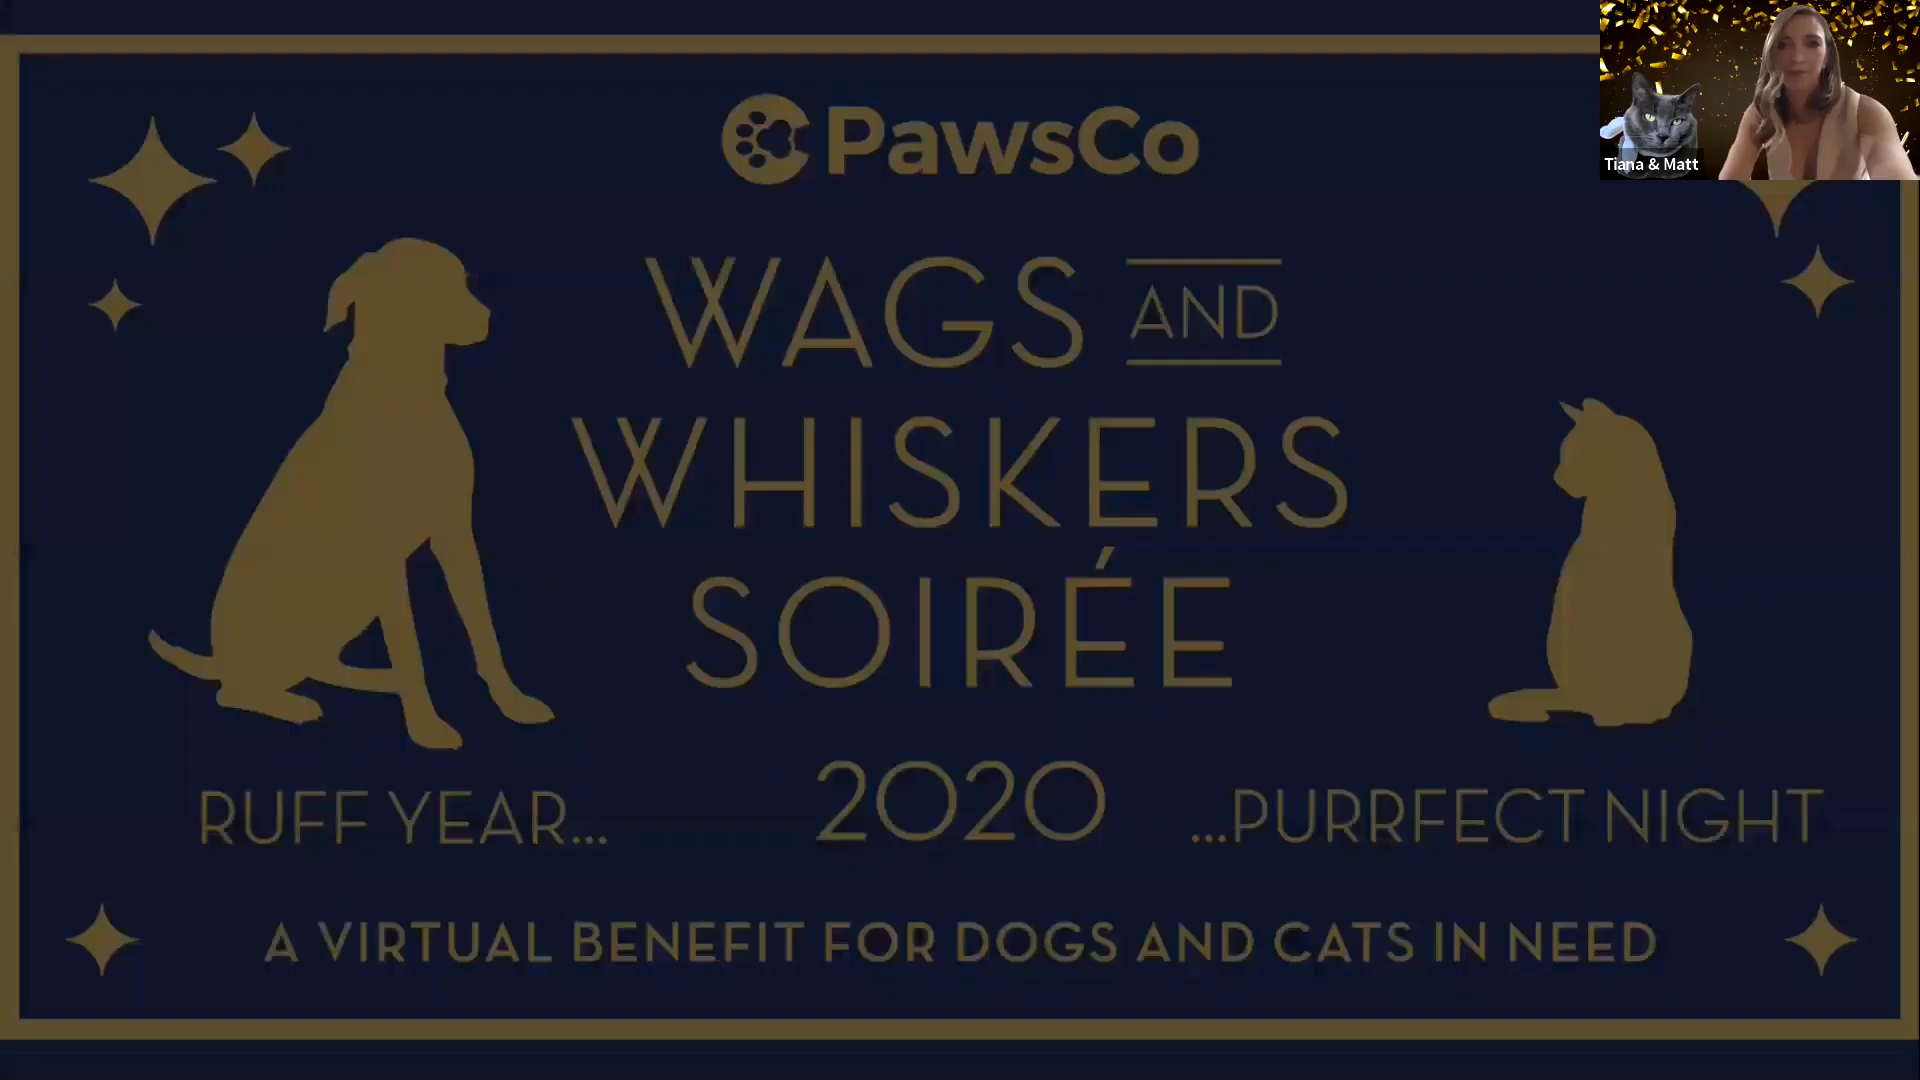 PawsCo
Tiana & Matt
WAGS AND
WHISKERS
SOIRÉE
2020
RUFF YEAR...
...PURRFECT NIGHT
A VIRTUAL BENEFIT FOR DOGS AND CATS IN NEED